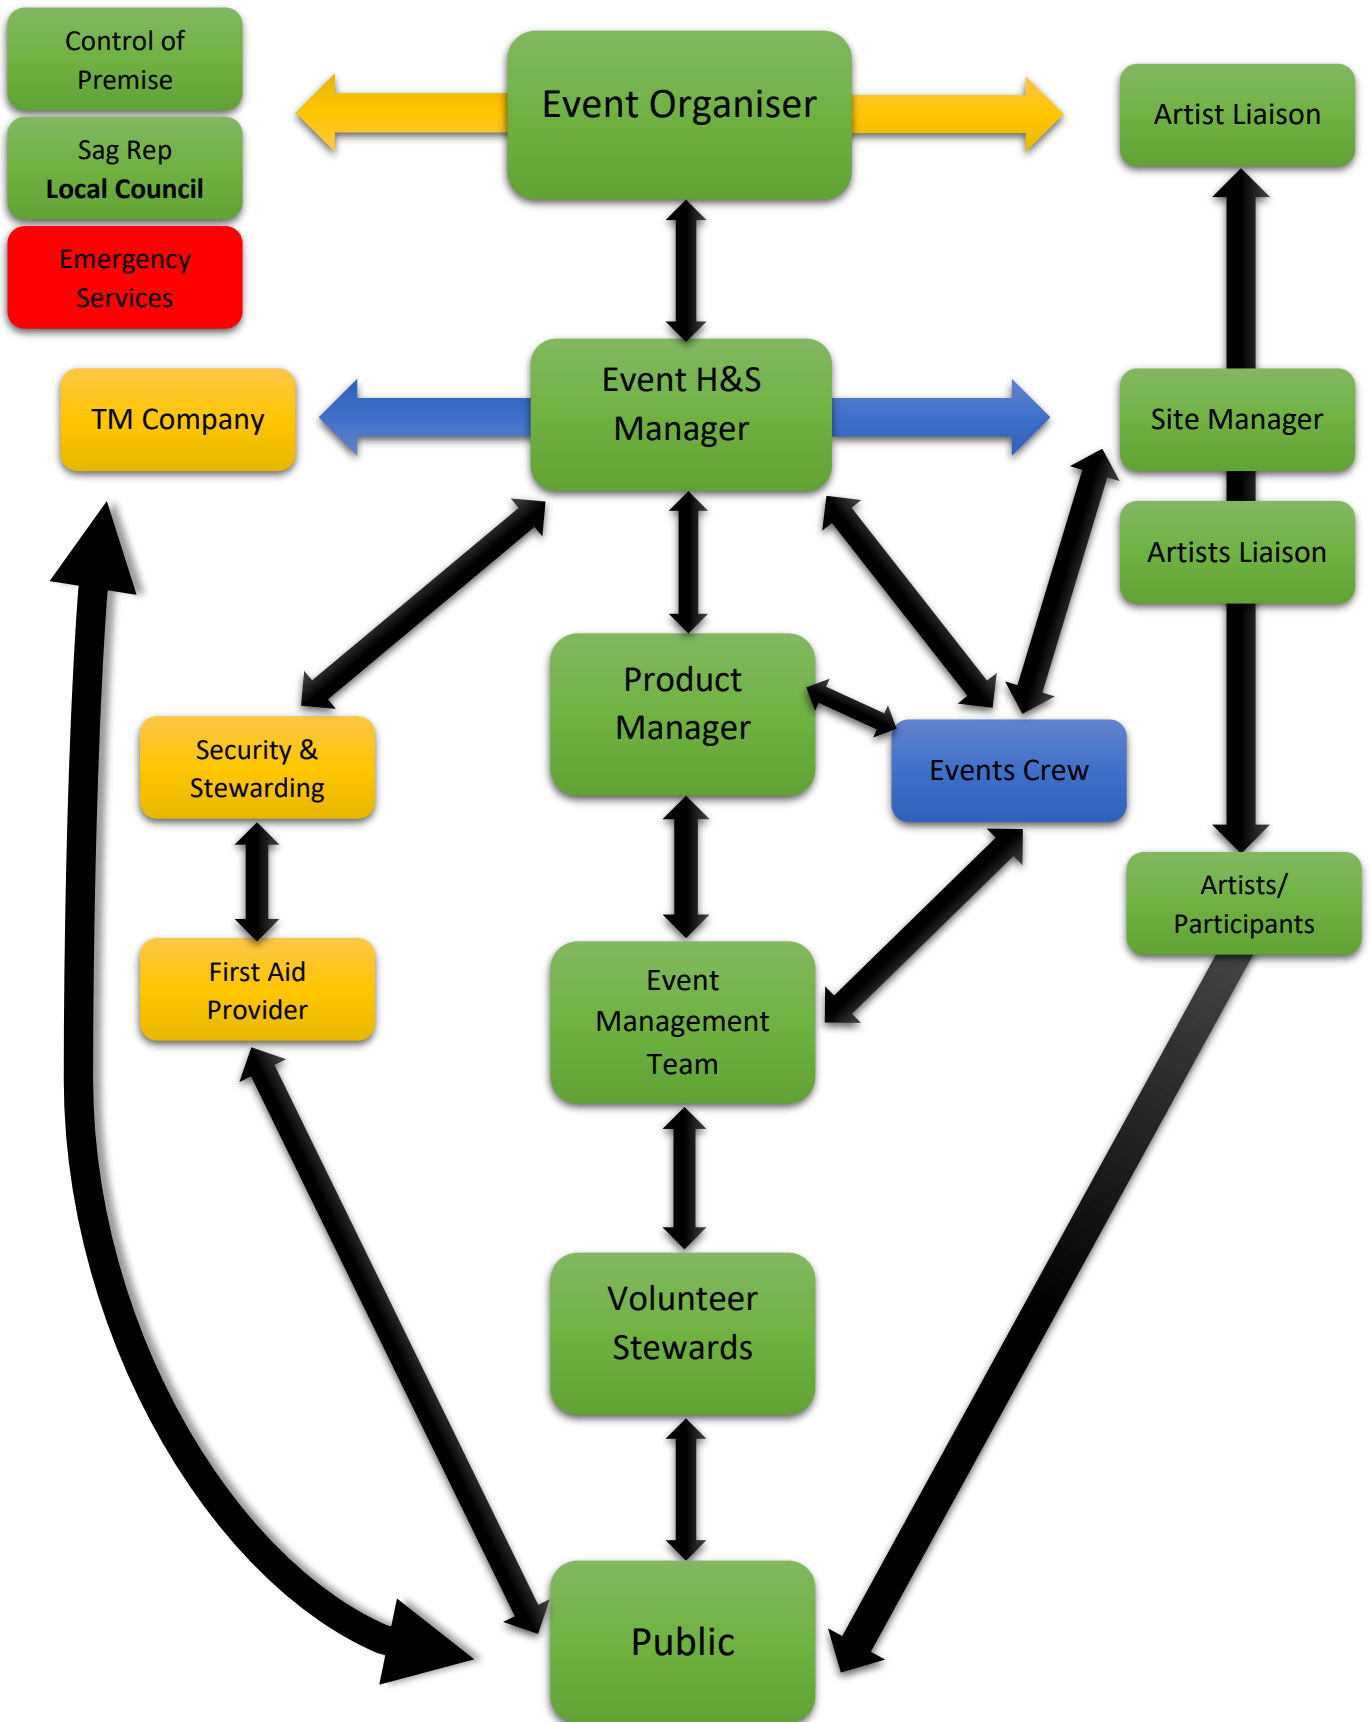 Control of
Premise
Event Organiser
Artist Liaison
Sag Rep
Local Council
Emergency
Services
TM Company
Event H&S
Manager
Site Manager
Artists Liaison
Product
Manager
Security &
Stewarding
Events Crew
Artists/
Participants
First Aid
Provider
Event
Management
Team
Volunteer
Stewards
Public